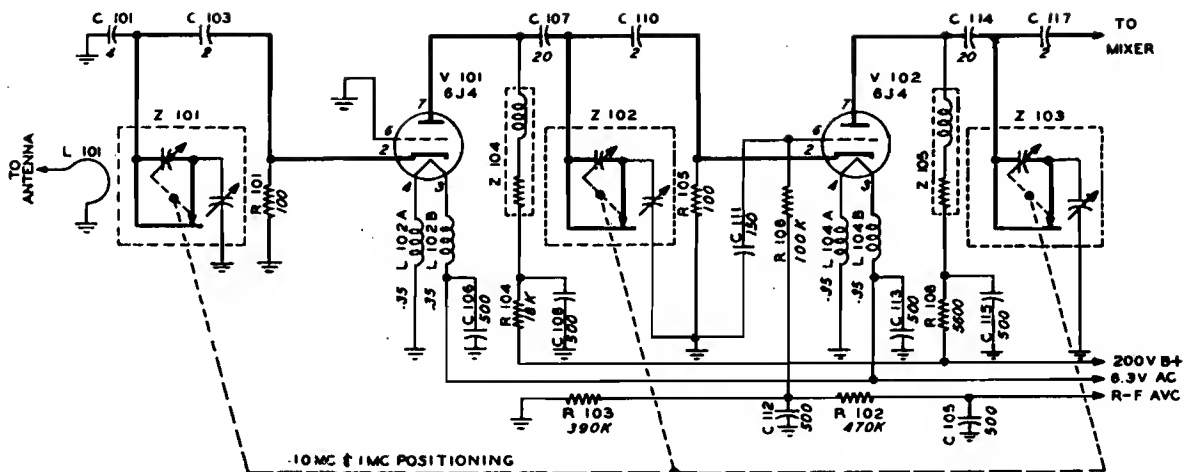 C 101
4
C 103
2
C 107
20
C 110
2
C 114
20
C 117
2
TO
MIXER
V 101
6J4
V 102
6J4
7
6
2
4
3
7
6
2
4
3
Z 101
Z 104
Z 102
Z 105
Z 103
TO
ANTENNA
L 101
R 101
100
R 105
100
C 111
150
R 108
100K
L 102A
.35
L 102B
.35
L 104A
.35
L 104B
.35
C 106
500
R 104
18K
C 108
500
C 113
500
R 108
5600
C 115
500
200V B+
6.3V AC
R-F AVC
R 103
390K
C 112
500
R 102
470K
C 105
500
10MC & 1MC POSITIONING